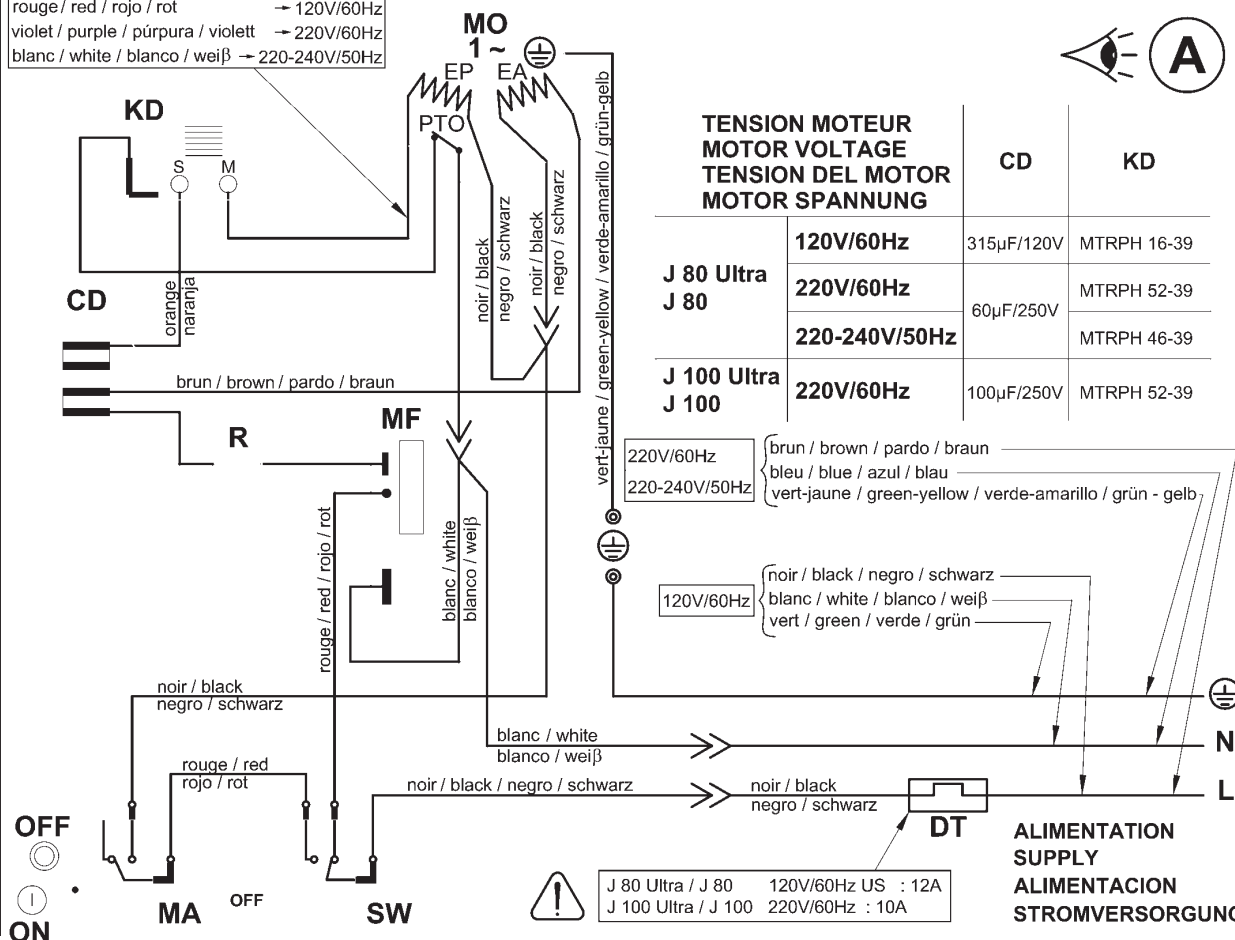 rouge / red / rojo / rot → 120V/60Hz
violet / purple / púrpura / violett → 220V/60Hz
blanc / white / blanco / weiβ → 220-240V/50Hz
MO
1 ~
EP EA
PTO
A
KD
S M
TENSION MOTEUR
MOTOR VOLTAGE
TENSION DEL MOTOR
MOTOR SPANNUNG
CD
KD
J 80 Ultra
J 80
120V/60Hz
315µF/120V
MTRPH 16-39
220V/60Hz
60µF/250V
MTRPH 52-39
220-240V/50Hz
MTRPH 46-39
J 100 Ultra
J 100
220V/60Hz
100µF/250V
MTRPH 52-39
vert-jaune / green-yellow / verde-amarillo / grün-gelb
noir / black
negro / schwarz
noir / black
negro / schwarz
orange
naranja
CD
brun / brown / pardo / braun
R
MF
220V/60Hz
220-240V/50Hz
brun / brown / pardo / braun
bleu / blue / azul / blau
vert-jaune / green-yellow / verde-amarillo / grün - gelb
rouge / red / rojo / rot
blanc / white
blanco / weiβ
120V/60Hz
noir / black / negro / schwarz
blanc / white / blanco / weiβ
vert / green / verde / grün
noir / black
negro / schwarz
blanc / white
blanco / weiβ
N
rouge / red
rojo / rot
noir / black / negro / schwarz
noir / black
negro / schwarz
L
DT
OFF
I
ON
MA
OFF
SW
ALIMENTATION
SUPPLY
ALIMENTACION
STROMVERSORGUNG
!
J 80 Ultra / J 80 120V/60Hz US : 12A
J 100 Ultra / J 100 220V/60Hz : 10A